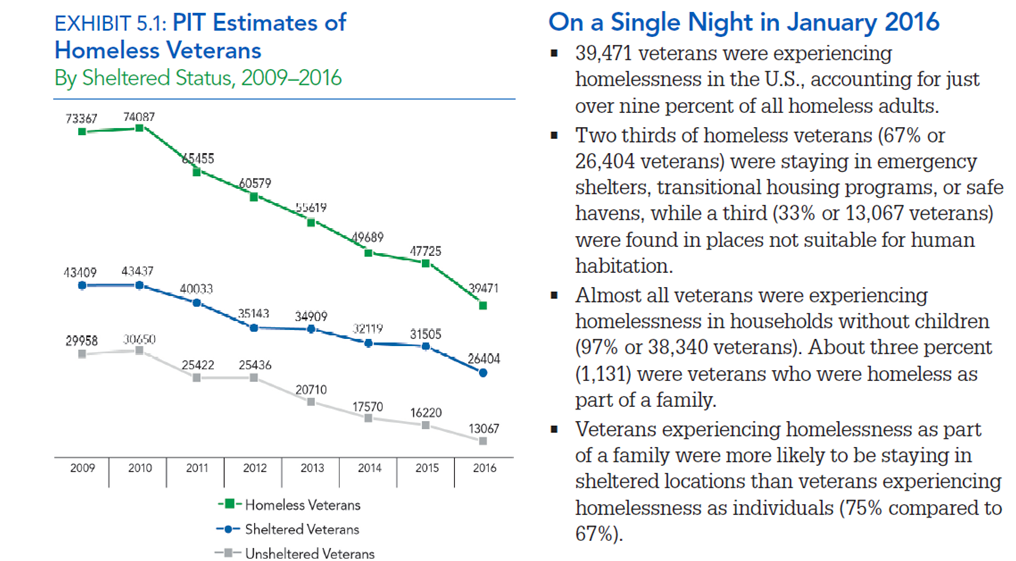 EXHIBIT 5.1: PIT Estimates of
Homeless Veterans
By Sheltered Status, 2009–2016
73367
74087
65455
60579
55619
49689
47725
39471
43409
43437
40033
35143
34909
32119
31505
26404
29958
30650
25422
25436
20710
17570
16220
13067
2009 2010 2011 2012 2013 2014 2015 2016
Homeless Veterans
Sheltered Veterans
Unsheltered Veterans
On a Single Night in January 2016
▪ 39,471 veterans were experiencing
homelessness in the U.S., accounting for just
over nine percent of all homeless adults.
▪ Two thirds of homeless veterans (67% or
26,404 veterans) were staying in emergency
shelters, transitional housing programs, or safe
havens, while a third (33% or 13,067 veterans)
were found in places not suitable for human
habitation.
▪ Almost all veterans were experiencing
homelessness in households without children
(97% or 38,340 veterans). About three percent
(1,131) were veterans who were homeless as
part of a family.
▪ Veterans experiencing homelessness as part
of a family were more likely to be staying in
sheltered locations than veterans experiencing
homelessness as individuals (75% compared to
67%).